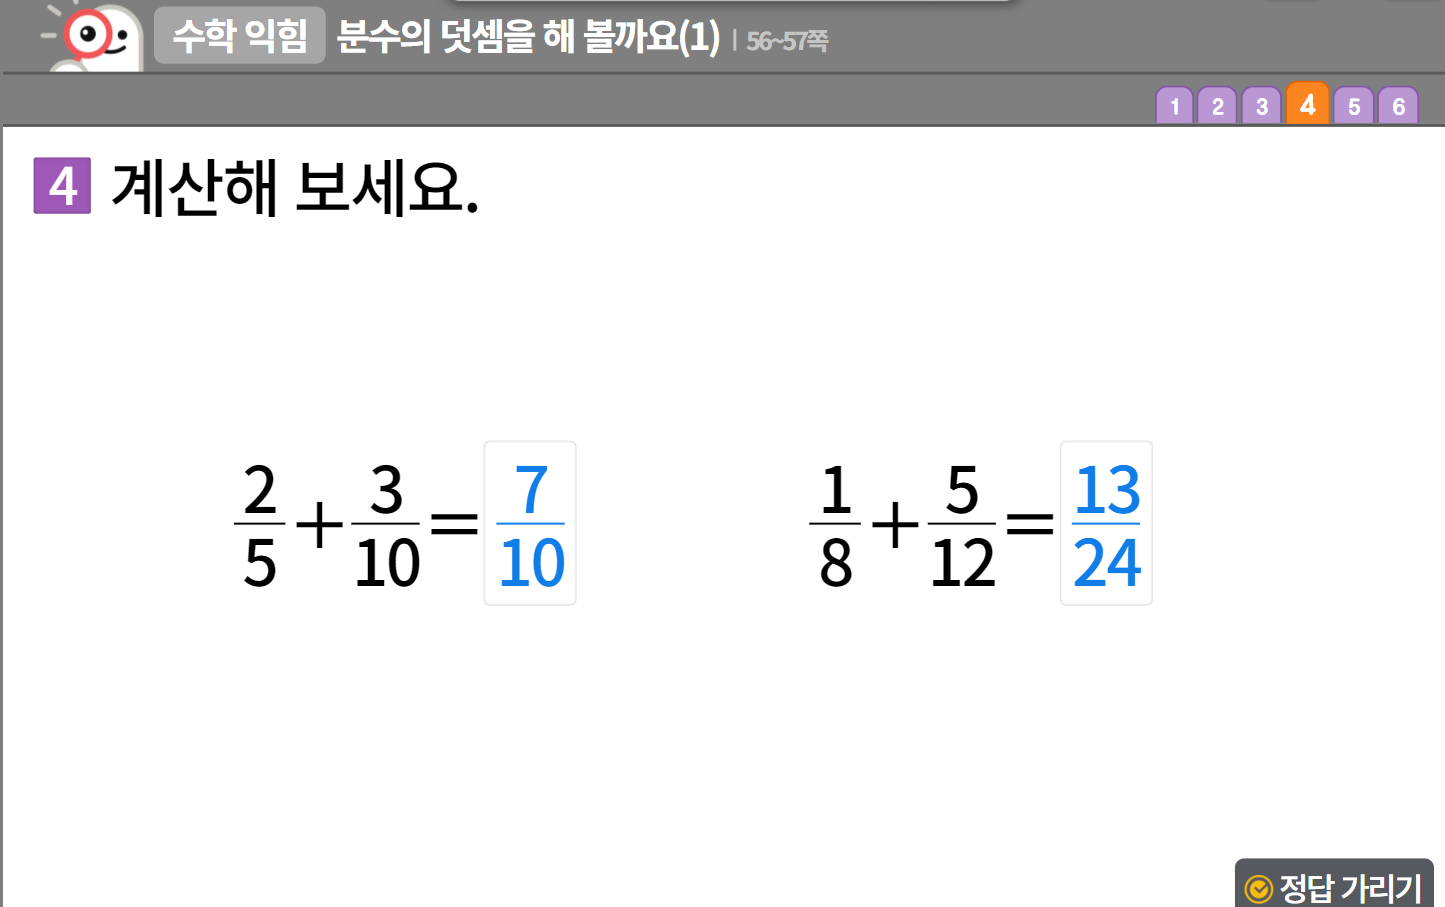 수학 익힘 분수의 덧셈을 해 볼까요(1) | 56~57쪽
1 2 3 4 5 6
4 계산해 보세요.
2/5 + 3/10 = 7/10
1/8 + 5/12 = 13/24
정답 가리기